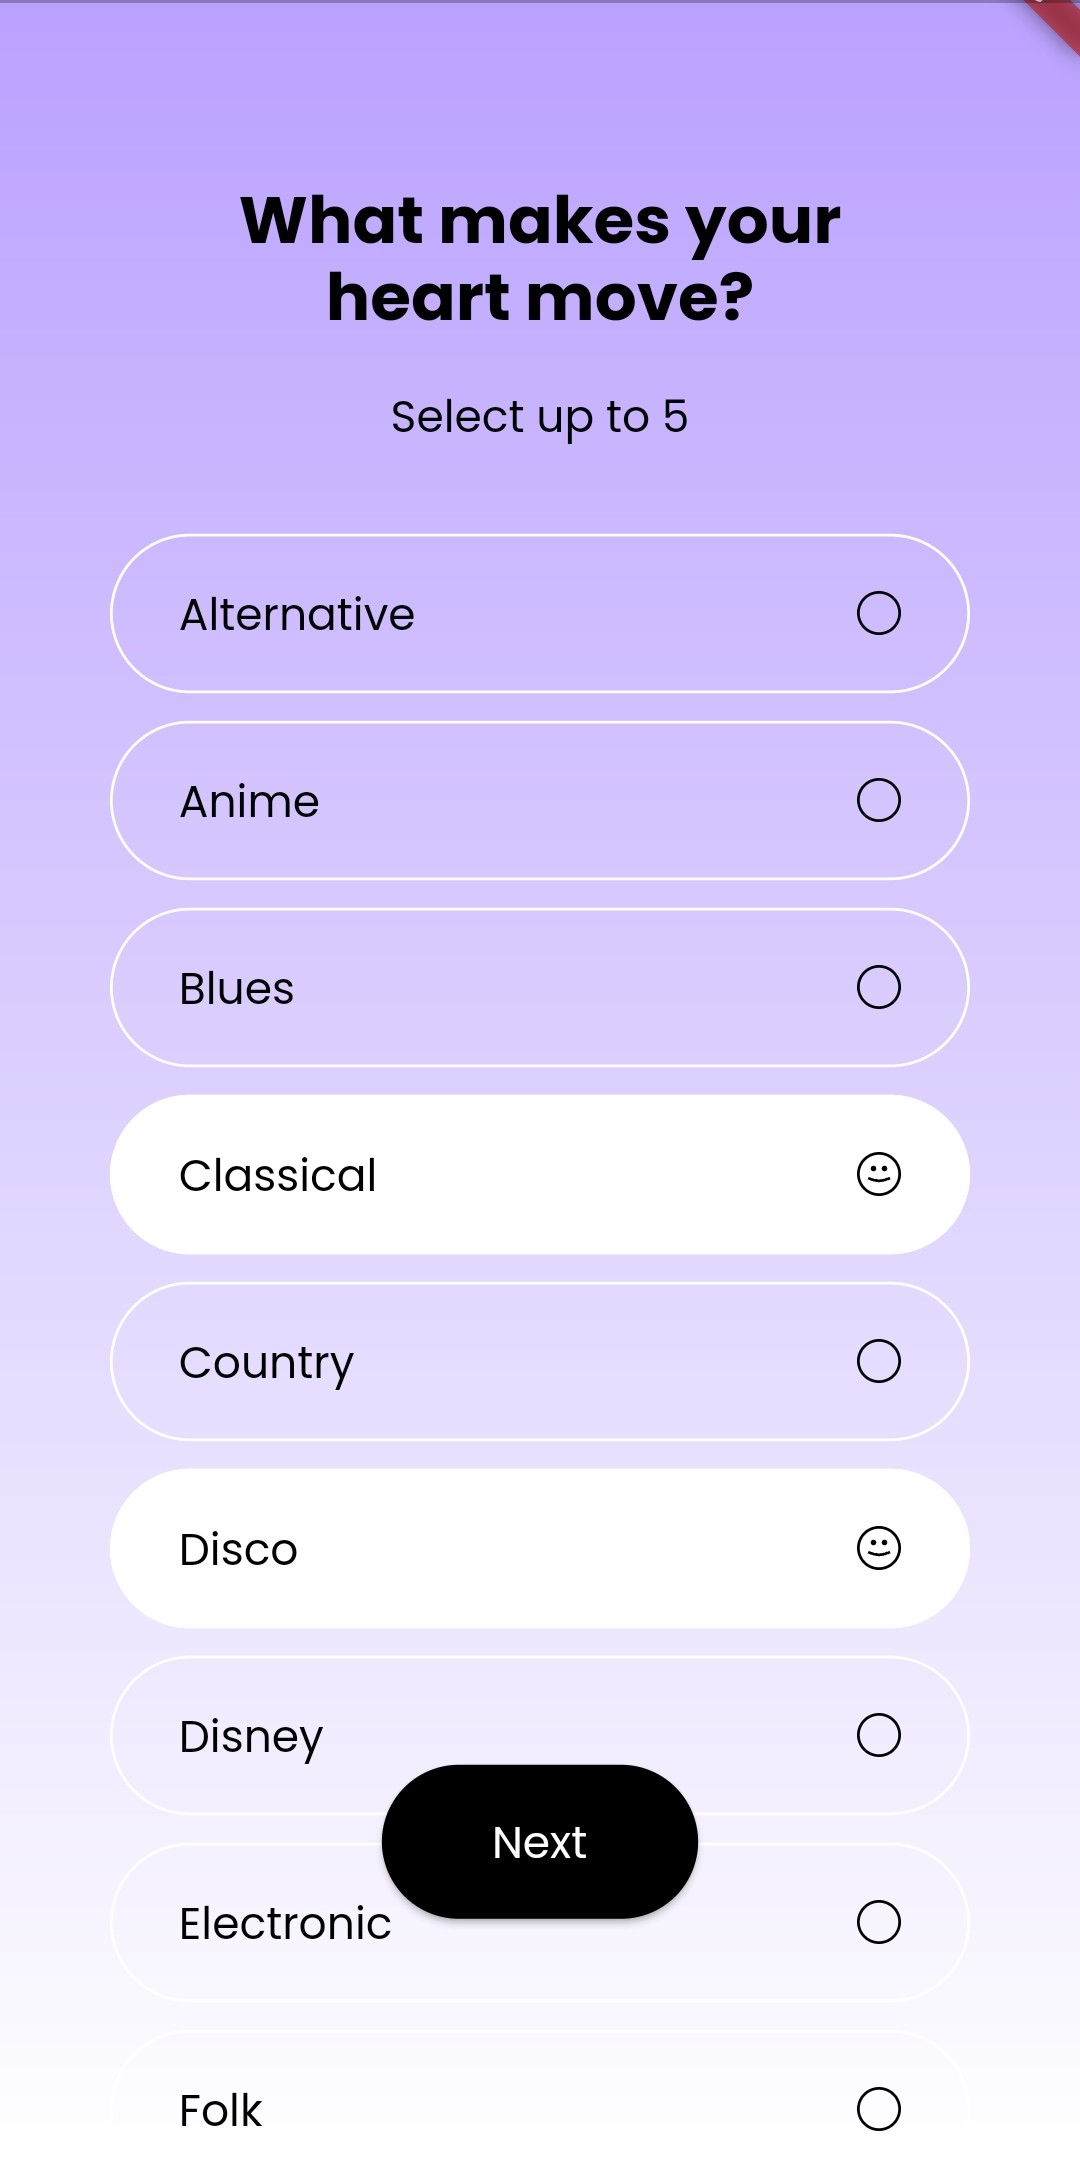 What makes your
heart move?
Select up to 5
Alternative
Anime
Blues
Classical
Country
Disco
Disney
Next
Electronic
Folk